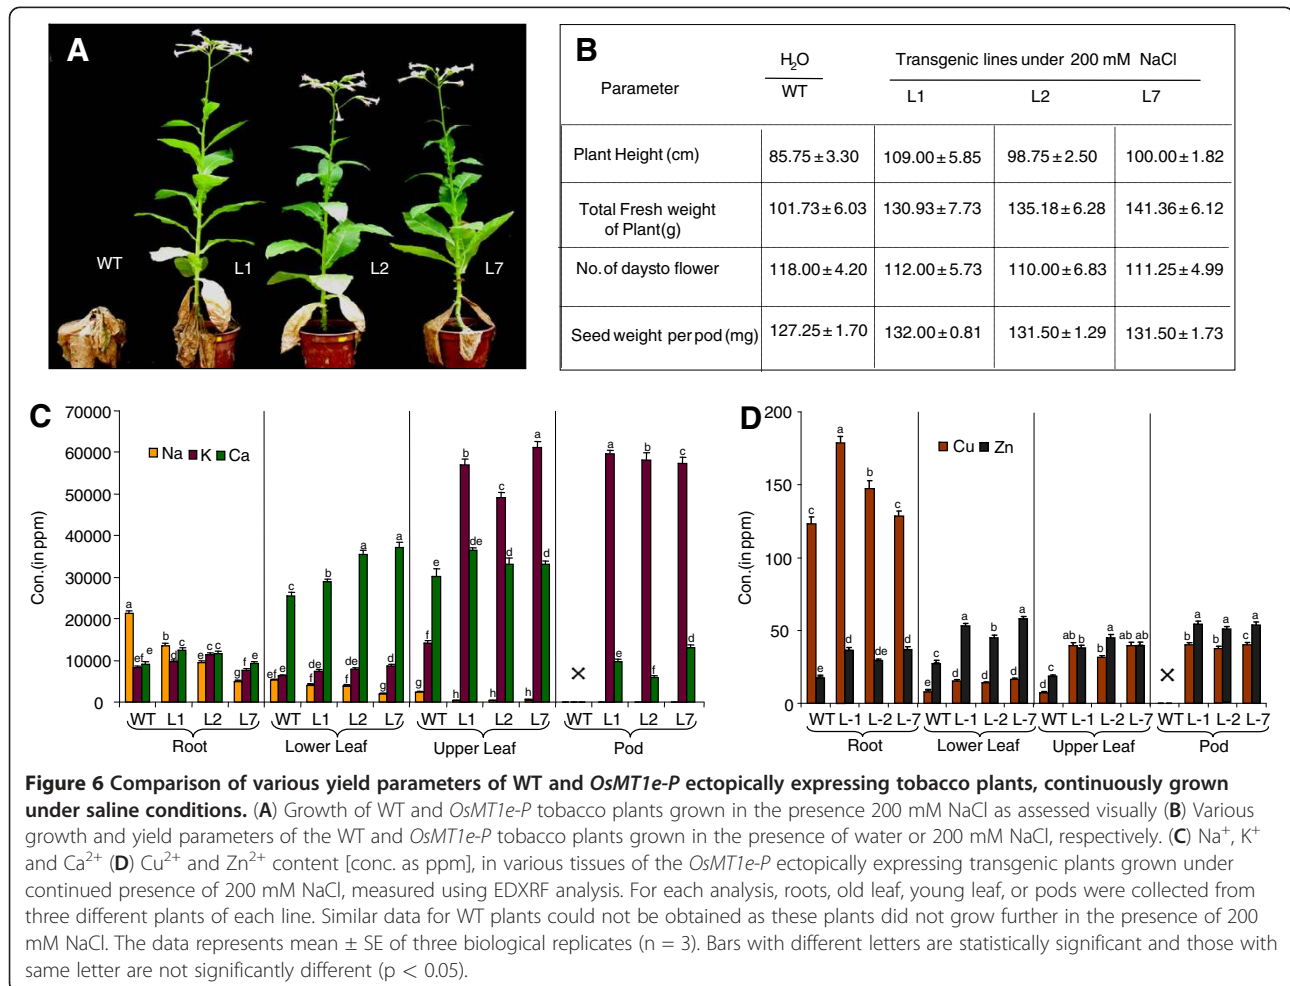 A
WT
L1
L2
L7
B
Parameter
H2O
WT
Transgenic lines under 200 mM NaCl
L1 L2 L7
Plant Height (cm) 85.75±3.30 109.00±5.85 98.75±2.50 100.00±1.82
Total Fresh weight
of Plant(g) 101.73±6.03 130.93±7.73 135.18±6.28 141.36±6.12
No. of daysto flower 118.00±4.20 112.00±5.73 110.00±6.83 111.25±4.99
Seed weight per pod (mg) 127.25±1.70 132.00±0.81 131.50±1.29 131.50±1.73
C
Con.(in ppm)
70000
60000
50000
40000
30000
20000
10000
0
Na K Ca
a ef e b d c e c c g f e
ef f c de f b de f a g d a
g f e h b de h c d h a d
× a e b f c d
WT L1 L2 L7 WT L1 L2 L7 WT L1 L2 L7 WT L1 L2 L7
Root Lower Leaf Upper Leaf Pod
D
Con.(in ppm)
200
150
100
50
0
Cu Zn
c e a d b de c d
e c d a d b d a
d c ab ab b a ab ab
× b a b a c a
WT L-1 L-2 L-7 WT L-1 L-2 L-7 WT L-1 L-2 L-7 WT L-1 L-2 L-7
Root Lower Leaf Upper Leaf Pod
Figure 6 Comparison of various yield parameters of WT and OsMT1e-P ectopically expressing tobacco plants, continuously grown
under saline conditions. (A) Growth of WT and OsMT1e-P tobacco plants grown in the presence 200 mM NaCl as assessed visually (B) Various
growth and yield parameters of the WT and OsMT1e-P tobacco plants grown in the presence of water or 200 mM NaCl, respectively. (C) Na+, K+
and Ca2+ (D) Cu2+ and Zn2+ content [conc. as ppm], in various tissues of the OsMT1e-P ectopically expressing transgenic plants grown under
continued presence of 200 mM NaCl, measured using EDXRF analysis. For each analysis, roots, old leaf, young leaf, or pods were collected from
three different plants of each line. Similar data for WT plants could not be obtained as these plants did not grow further in the presence of 200
mM NaCl. The data represents mean ± SE of three biological replicates (n = 3). Bars with different letters are statistically significant and those with
same letter are not significantly different (p < 0.05).